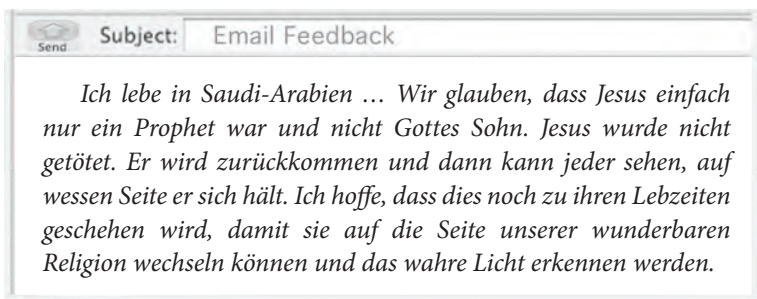 Send Subject: Email Feedback
Ich lebe in Saudi-Arabien … Wir glauben, dass Jesus einfach
nur ein Prophet war und nicht Gottes Sohn. Jesus wurde nicht
getötet. Er wird zurückkommen und dann kann jeder sehen, auf
wessen Seite er sich hält. Ich hoffe, dass dies noch zu ihren Lebzeiten
geschehen wird, damit sie auf die Seite unserer wunderbaren
Religion wechseln können und das wahre Licht erkennen werden.